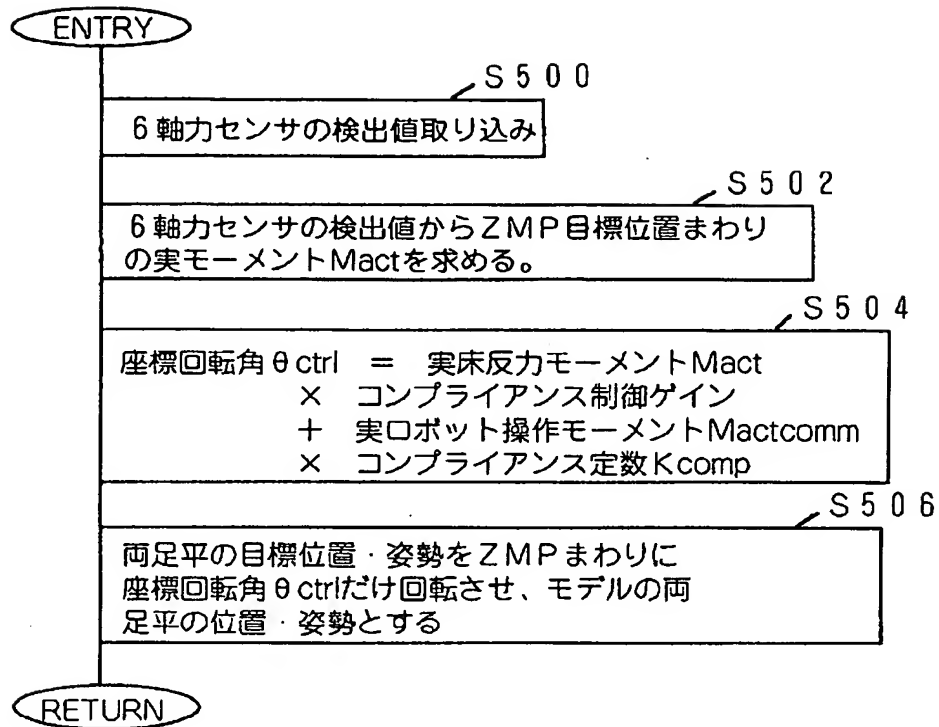 ENTRY
S500
6軸力センサの検出値取り込み
S502
6軸力センサの検出値からZMP目標位置まわり
の実モーメントMactを求める。
S504
座標回転角θctrl = 実床反力モーメントMact
× コンプライアンス制御ゲイン
+ 実ロボット操作モーメントMactcomm
× コンプライアンス定数Kcomp
S506
両足平の目標位置・姿勢をZMPまわりに
座標回転角θctrlだけ回転させ、モデルの両
足平の位置・姿勢とする
RETURN